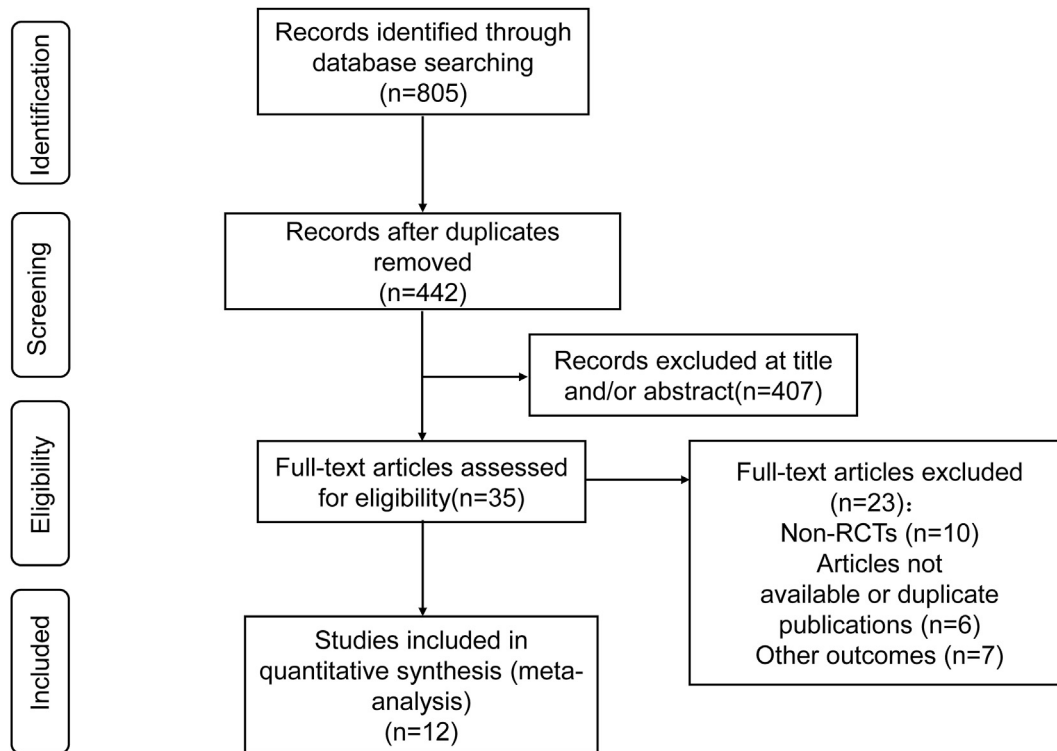 Identification
Records identified through
database searching
(n=805)
Screening
Records after duplicates
removed
(n=442)
Records excluded at title
and/or abstract(n=407)
Eligibility
Full-text articles assessed
for eligibility(n=35)
Full-text articles excluded
(n=23)：
Non-RCTs (n=10)
Articles not
available or duplicate
publications (n=6)
Other outcomes (n=7)
Included
Studies included in
quantitative synthesis (meta-
analysis)
(n=12)